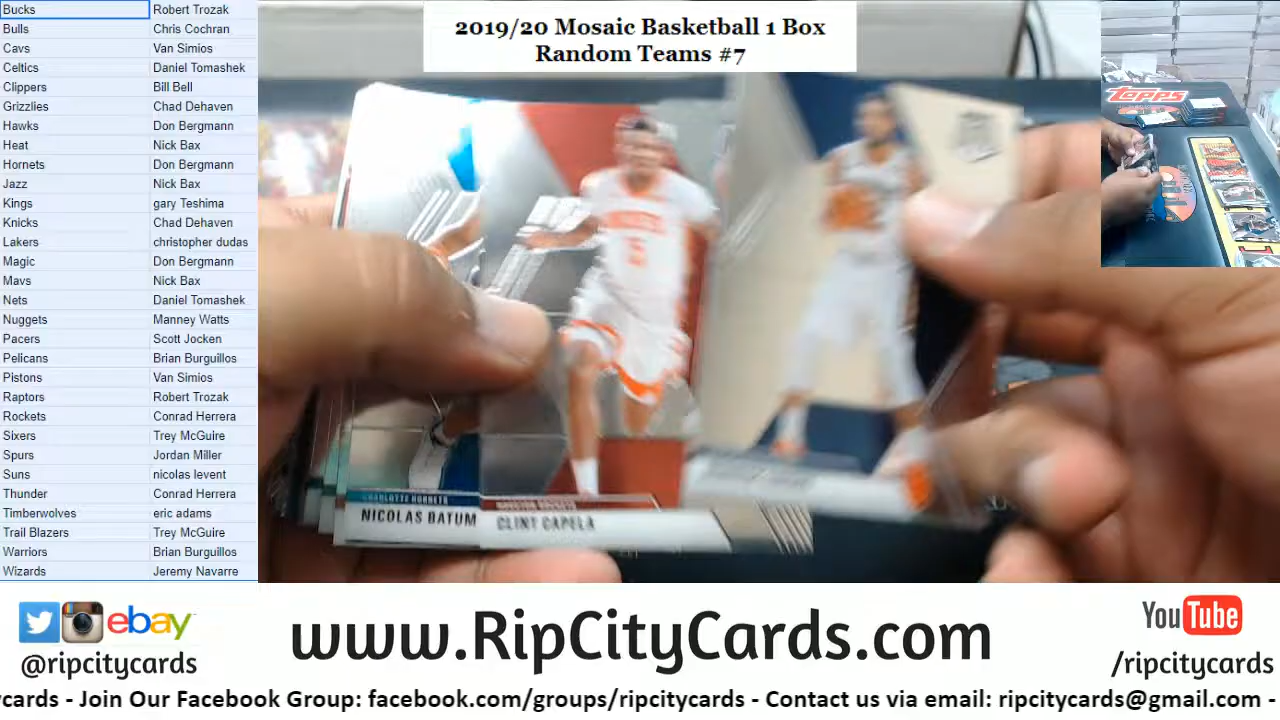 2019/20 Mosaic Basketball 1 Box
Random Teams #7
Bucks Robert Trozak
Bulls Chris Cochran
Cavs Van Simios
Celtics Daniel Tomashek
Clippers Bill Bell
Grizzlies Chad Dehaven
Hawks Don Bergmann
Heat Nick Bax
Hornets Don Bergmann
Jazz Nick Bax
Kings gary Teshima
Knicks Chad Dehaven
Lakers christopher dudas
Magic Don Bergmann
Mavs Nick Bax
Nets Daniel Tomashek
Nuggets Manney Watts
Pacers Scott Jocken
Pelicans Brian Burguillos
Pistons Van Simios
Raptors Robert Trozak
Rockets Conrad Herrera
Sixers Trey McGuire
Spurs Jordan Miller
Suns nicolas levent
Thunder Conrad Herrera
Timberwolves eric adams
Trail Blazers Trey McGuire
Warriors Brian Burguillos
Wizards Jeremy Navarre
Topps
CHARLOTTE HORNETS
NICOLAS BATUM
HOUSTON ROCKETS
CLINT CAPELA
ebay
@ripcitycards
www.RipCityCards.com
YouTube
/ripcitycards
ycards - Join Our Facebook Group: facebook.com/groups/ripcitycards - Contact us via email: ripcitycards@gmail.com -